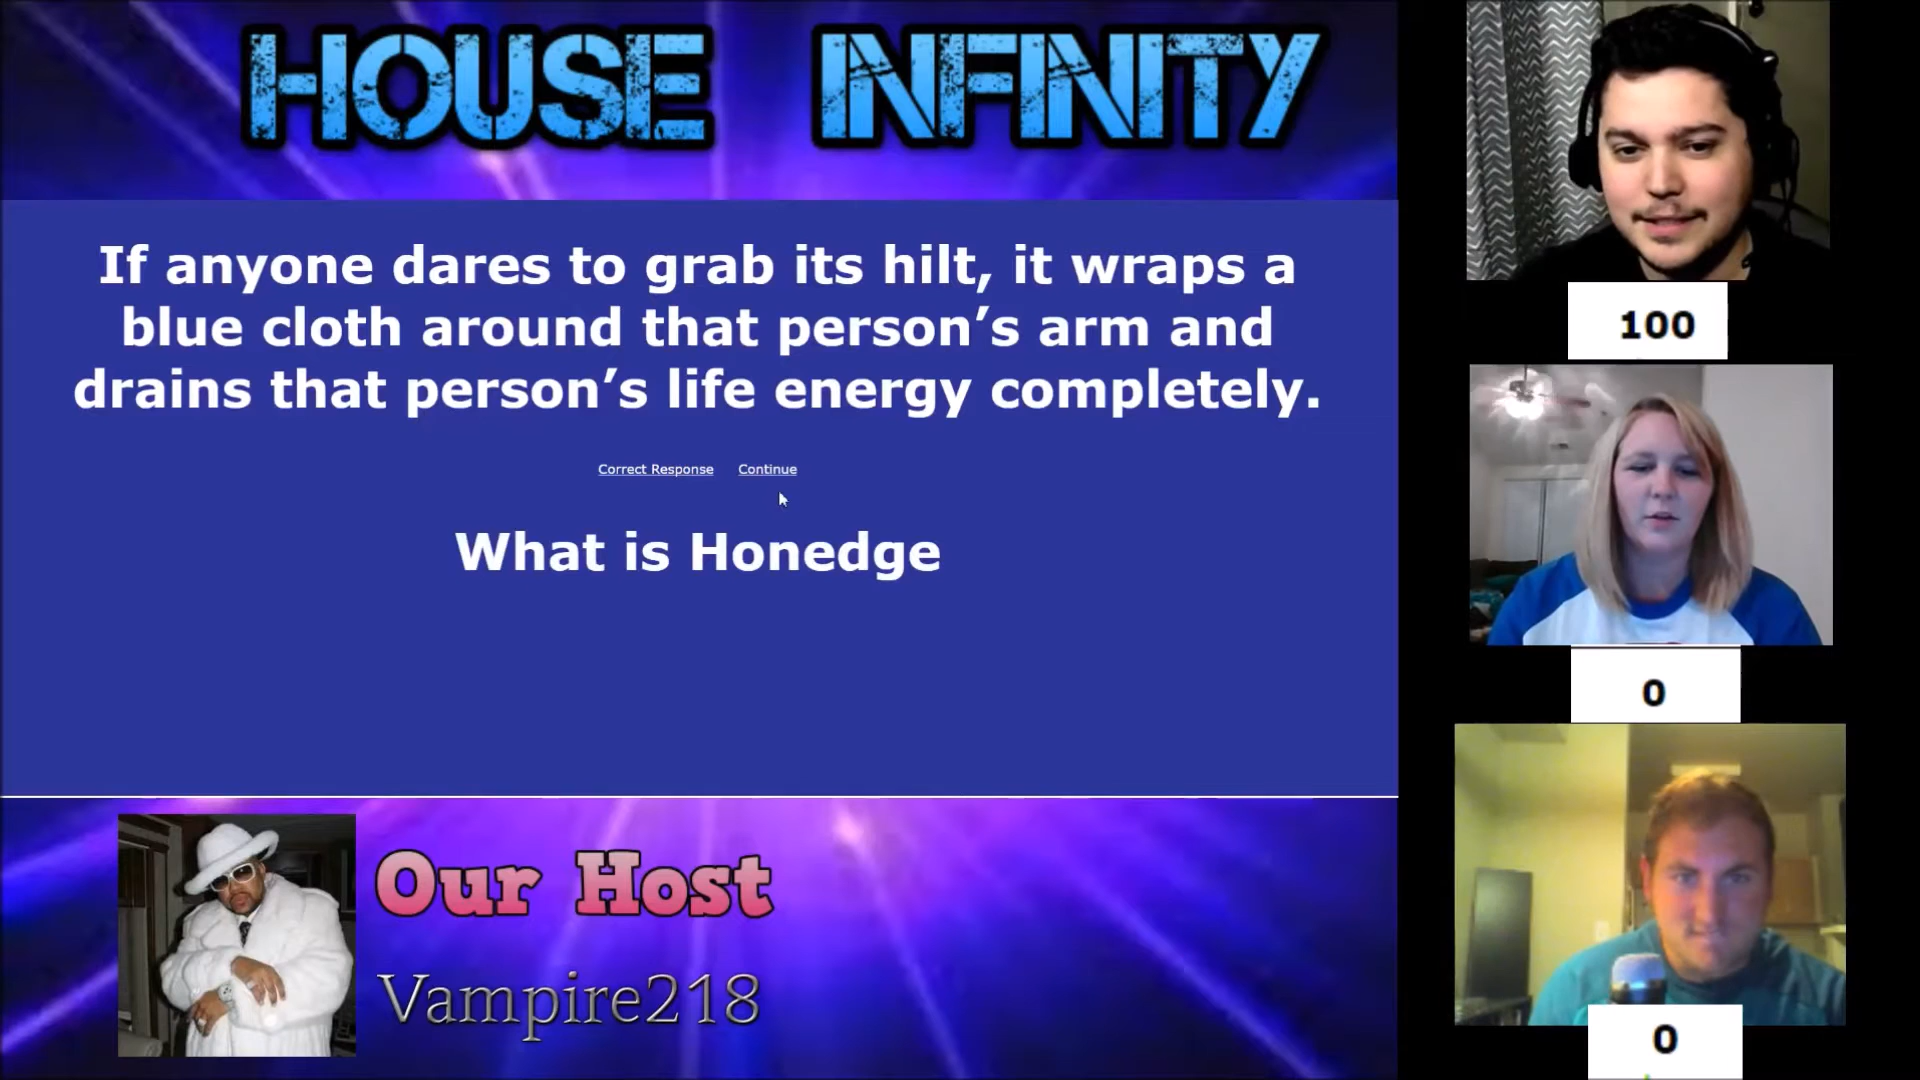 HOUSE INFINITY
If anyone dares to grab its hilt, it wraps a
blue cloth around that person’s arm and
drains that person’s life energy completely.
Correct Response Continue
What is Honedge
100
0
0
Our Host
Vampire218